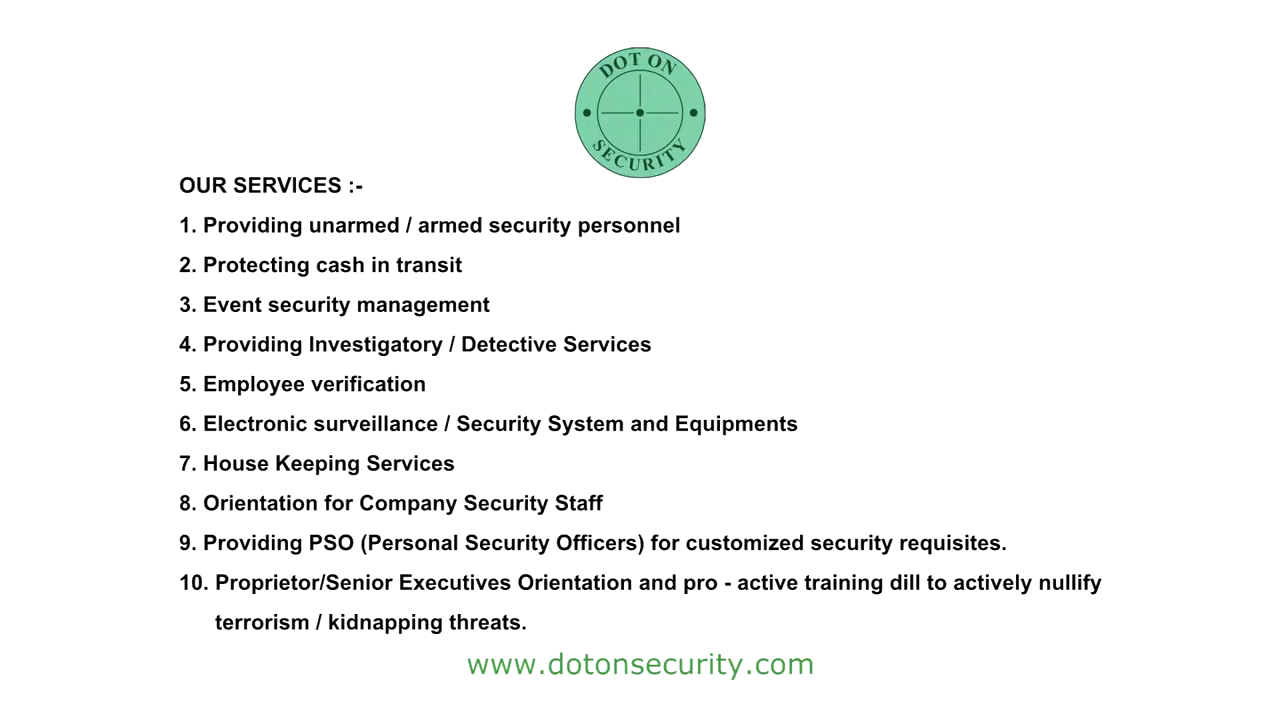 DOT ON
SECURITY
OUR SERVICES :-
1. Providing unarmed / armed security personnel
2. Protecting cash in transit
3. Event security management
4. Providing Investigatory / Detective Services
5. Employee verification
6. Electronic surveillance / Security System and Equipments
7. House Keeping Services
8. Orientation for Company Security Staff
9. Providing PSO (Personal Security Officers) for customized security requisites.
10. Proprietor/Senior Executives Orientation and pro - active training dill to actively nullify
terrorism / kidnapping threats.
www.dotonsecurity.com